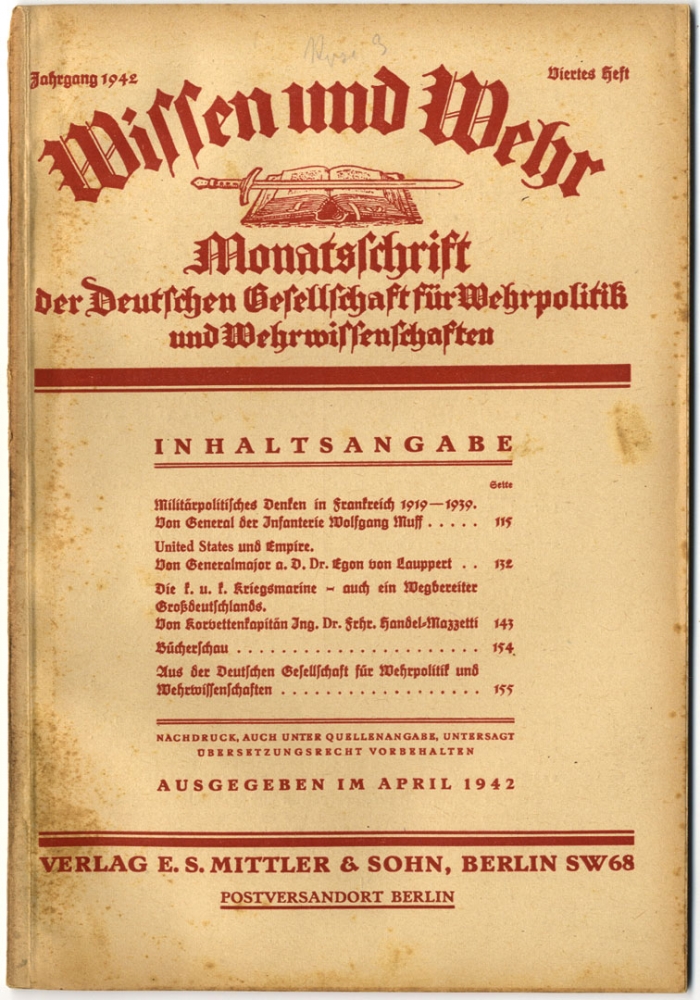 Jahrgang 1942
Viertes Heft
Wissen und Wehr
Monatsschrift
der Deutschen Gesellschaft für Wehrpolitik
und Wehrwissenschaften
INHALTSANGABE
Seite
Militärpolitisches Denken in Frankreich 1919—1939.
Von General der Infanterie Wolfgang Muff . . . . . 115
United States und Empire.
Von Generalmajor a. D. Dr. Egon von Lauppert . . 132
Die k. u. k. Kriegsmarine – auch ein Wegbereiter
Großdeutschlands.
Von Korvettenkapitän Ing. Dr. Frhr. Handel-Mazzetti 143
Bücherschau . . . . . . . . . . . . . . . . . . . . . . 154
Aus der Deutschen Gesellschaft für Wehrpolitik und
Wehrwissenschaften . . . . . . . . . . . . . . . . . . 155
NACHDRUCK, AUCH UNTER QUELLENANGABE, UNTERSAGT
ÜBERSETZUNGSRECHT VORBEHALTEN
AUSGEGEBEN IM APRIL 1942
VERLAG E. S. MITTLER & SOHN, BERLIN SW68
POSTVERSANDORT BERLIN